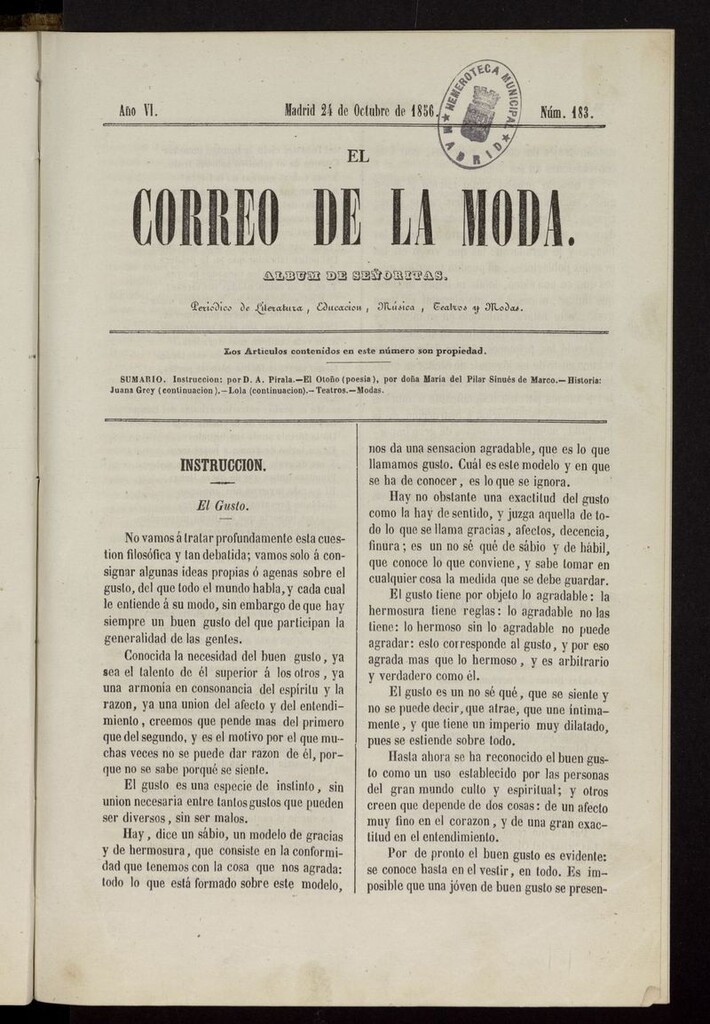 Año VI. Madrid 24 de Octubre de 1856. Núm. 183.
HEMEROTECA MUNICIPAL
★ MADRID ★
EL
CORREO DE LA MODA.
ALBUM DE SEÑORITAS.
Periódico de Literatura, Educacion, Música, Teatros y Modas.
Los Articulos contenidos en este número son propiedad.
SUMARIO. Instruccion: por D. A. Pirala.—El Otoño (poesia), por doña Maria del Pilar Sinués de Marco.—Historia:
Juana Grey (continuacion).—Lola (continuacion).—Teatros.—Modas.
INSTRUCCION.
El Gusto.
No vamos á tratar profundamente esta cues-
tion filosófica y tan debatida; vamos solo á con-
signar algunas ideas propias ó agenas sobre el
gusto, del que todo el mundo habla, y cada cual
le entiende á su modo, sin embargo de que hay
siempre un buen gusto del que participan la
generalidad de las gentes.
Conocida la necesidad del buen gusto, ya
sea el talento de él superior á los otros, ya
una armonía en consonancia del espíritu y la
razon, ya una union del afecto y del entendi-
miento, creemos que pende mas del primero
que del segundo, y es el motivo por el que mu-
chas veces no se puede dar razon de él, por-
que no se sabe porqué se siente.
El gusto es una especie de instinto, sin
union necesaria entre tantos gustos que pueden
ser diversos, sin ser malos.
Hay, dice un sábio, un modelo de gracias
y de hermosura, que consiste en la conformi-
dad que tenemos con la cosa que nos agrada:
todo lo que está formado sobre este modelo,
nos da una sensacion agradable, que es lo que
llamamos gusto. Cuál es este modelo y en que
se ha de conocer, es lo que se ignora.
Hay no obstante una exactitud del gusto
como la hay de sentido, y juzga aquella de to-
do lo que se llama gracias, afectos, decencia,
finura; es un no sé qué de sábio y de hábil,
que conoce lo que conviene, y sabe tomar en
cualquier cosa la medida que se debe guardar.
El gusto tiene por objeto lo agradable: la
hermosura tiene reglas: lo agradable no las
tiene: lo hermoso sin lo agradable no puede
agradar: esto corresponde al gusto, y por eso
agrada mas que lo hermoso, y es arbitrario
y verdadero como él.
El gusto es un no sé qué, que se siente y
no se puede decir, que atrae, que une íntima-
mente, y que tiene un imperio muy dilatado,
pues se estiende sobre todo.
Hasta ahora se ha reconocido el buen gus-
to como un uso establecido por las personas
del gran mundo culto y espiritual; y otros
creen que depende de dos cosas: de un afecto
muy fino en el corazon, y de una gran exac-
titud en el entendimiento.
Por de pronto el buen gusto es evidente:
se conoce hasta en el vestir, en todo. Es im-
posible que una jóven de buen gusto se presen-